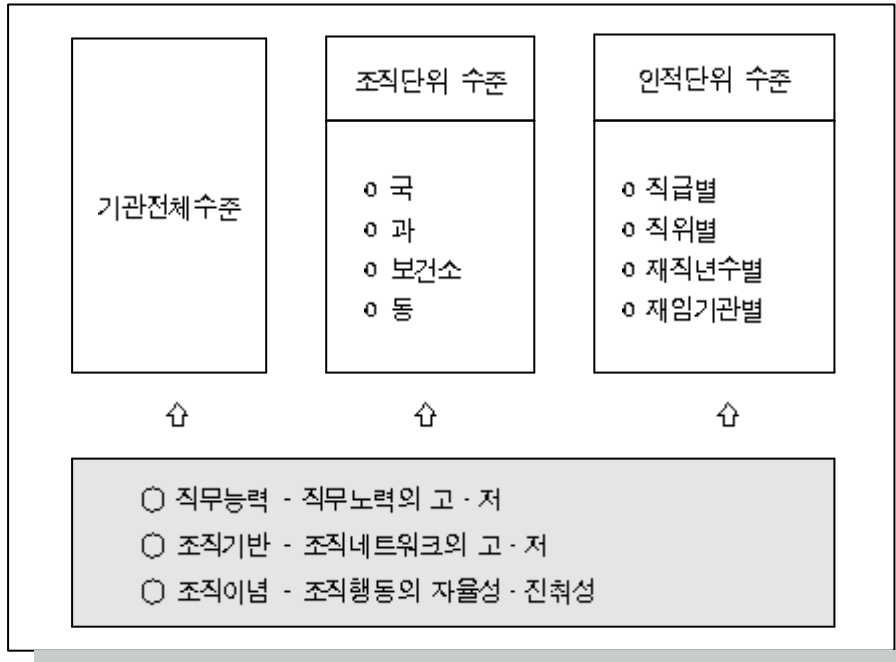 기관전체수준
조직단위 수준
o 국
o 과
o 보건소
o 동
인적단위 수준
o 직급별
o 직위별
o 재직년수별
o 재임기관별
○ 직무능력 - 직무노력의 고 · 저
○ 조직기반 - 조직네트워크의 고 · 저
○ 조직이념 - 조직행동의 자율성 · 진취성